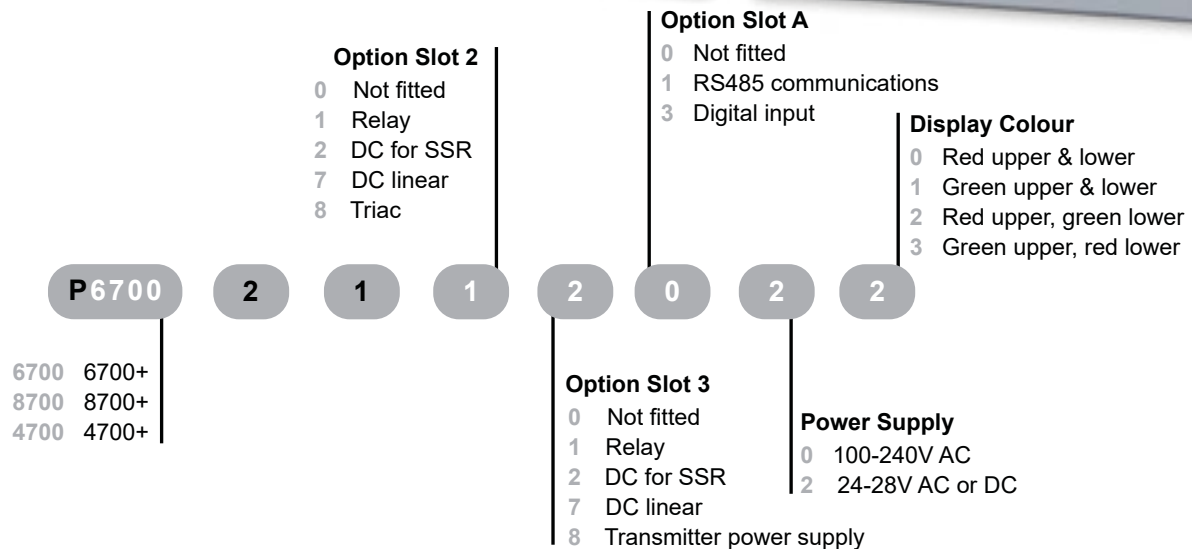 Option Slot A
0 Not fitted
1 RS485 communications
3 Digital input
Option Slot 2
0 Not fitted
1 Relay
2 DC for SSR
7 DC linear
8 Triac
Display Colour
0 Red upper & lower
1 Green upper & lower
2 Red upper, green lower
3 Green upper, red lower
P6700 2 1 1 2 0 2 2
6700 6700+
8700 8700+
4700 4700+
Option Slot 3
0 Not fitted
1 Relay
2 DC for SSR
7 DC linear
8 Transmitter power supply
Power Supply
0 100-240V AC
2 24-28V AC or DC